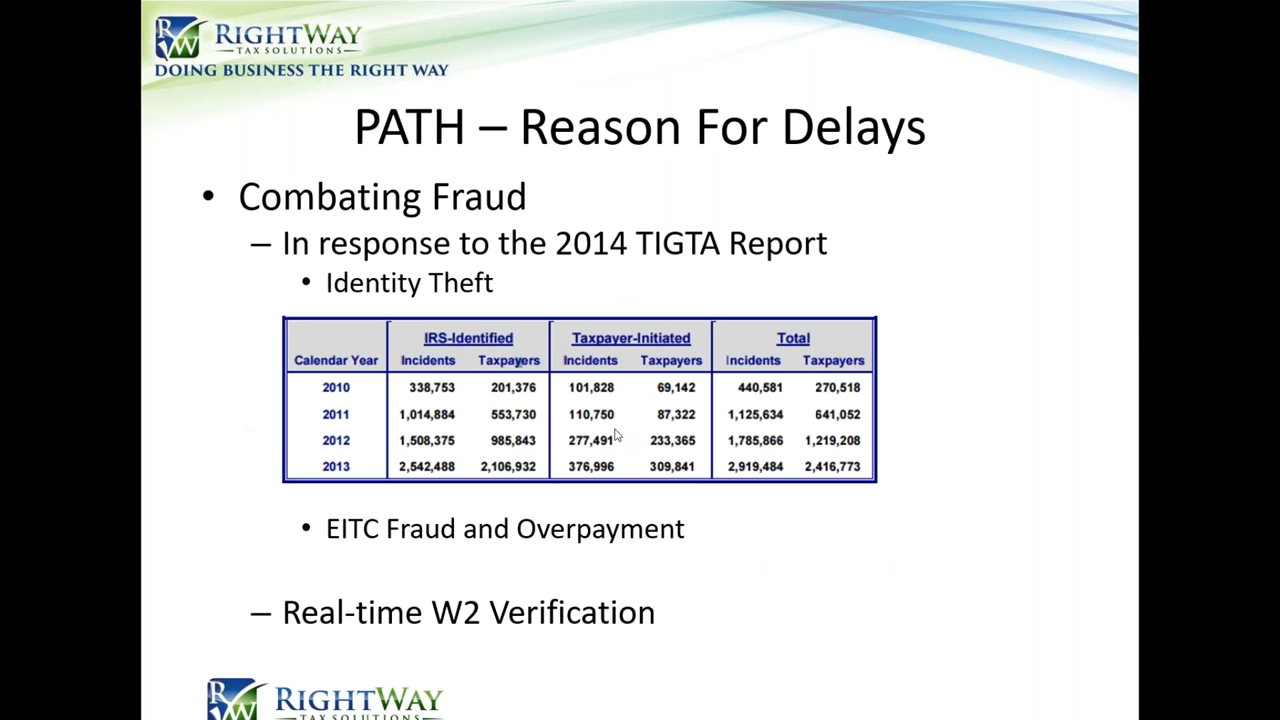 RW RIGHTWAY
TAX SOLUTIONS
DOING BUSINESS THE RIGHT WAY
PATH – Reason For Delays
• Combating Fraud
– In response to the 2014 TIGTA Report
• Identity Theft
IRS-Identified Taxpayer-Initiated Total
Calendar Year Incidents Taxpayers Incidents Taxpayers Incidents Taxpayers
2010 338,753 201,376 101,828 69,142 440,581 270,518
2011 1,014,884 553,730 110,750 87,322 1,125,634 641,052
2012 1,508,375 985,843 277,491 233,365 1,785,866 1,219,208
2013 2,542,488 2,106,932 376,996 309,841 2,919,484 2,416,773
• EITC Fraud and Overpayment
– Real-time W2 Verification
RW RIGHTWAY
TAX SOLUTIONS